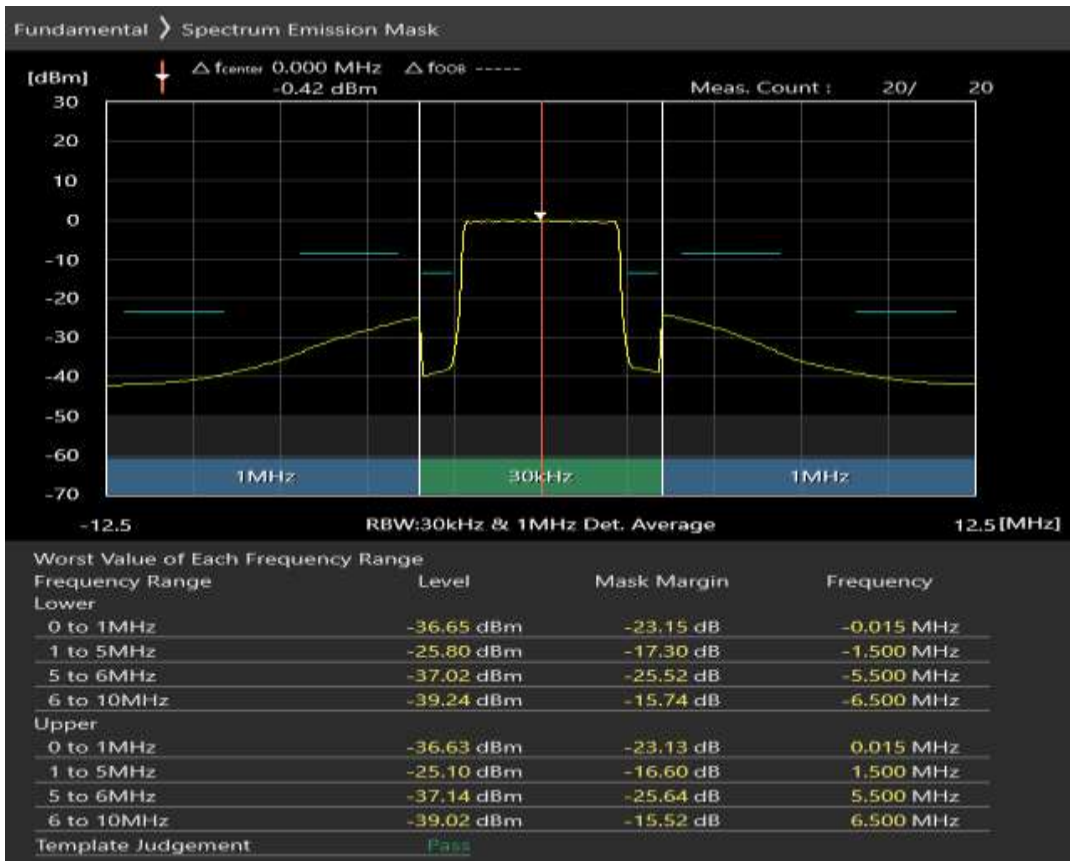 Fundamental 〉 Spectrum Emission Mask
[dBm] △ fcenter 0.000 MHz △ fOOB -----
-0.42 dBm Meas. Count : 20/ 20
30
20
10
0
-10
-20
-30
-40
-50
-60
1MHz 30kHz 1MHz
-70
-12.5 RBW:30kHz & 1MHz Det. Average 12.5 [MHz]
Worst Value of Each Frequency Range
Frequency Range Level Mask Margin Frequency
Lower
0 to 1MHz -36.65 dBm -23.15 dB -0.015 MHz
1 to 5MHz -25.80 dBm -17.30 dB -1.500 MHz
5 to 6MHz -37.02 dBm -25.52 dB -5.500 MHz
6 to 10MHz -39.24 dBm -15.74 dB -6.500 MHz
Upper
0 to 1MHz -36.63 dBm -23.13 dB 0.015 MHz
1 to 5MHz -25.10 dBm -16.60 dB 1.500 MHz
5 to 6MHz -37.14 dBm -25.64 dB 5.500 MHz
6 to 10MHz -39.02 dBm -15.52 dB 6.500 MHz
Template Judgement Pass